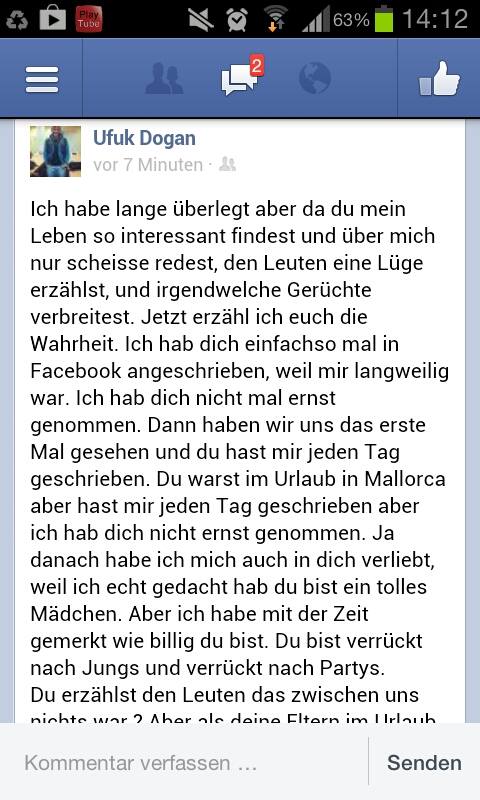 Play
Tube
63%
14:12
2
Ufuk Dogan
vor 7 Minuten ·
Ich habe lange überlegt aber da du mein
Leben so interessant findest und über mich
nur scheisse redest, den Leuten eine Lüge
erzählst, und irgendwelche Gerüchte
verbreitest. Jetzt erzähl ich euch die
Wahrheit. Ich hab dich einfachso mal in
Facebook angeschrieben, weil mir langweilig
war. Ich hab dich nicht mal ernst
genommen. Dann haben wir uns das erste
Mal gesehen und du hast mir jeden Tag
geschrieben. Du warst im Urlaub in Mallorca
aber hast mir jeden Tag geschrieben aber
ich hab dich nicht ernst genommen. Ja
danach habe ich mich auch in dich verliebt,
weil ich echt gedacht hab du bist ein tolles
Mädchen. Aber ich habe mit der Zeit
gemerkt wie billig du bist. Du bist verrückt
nach Jungs und verrückt nach Partys.
Du erzählst den Leuten das zwischen uns
nichts war ? Aber als deine Eltern im Urlaub
Kommentar verfassen ...
Senden